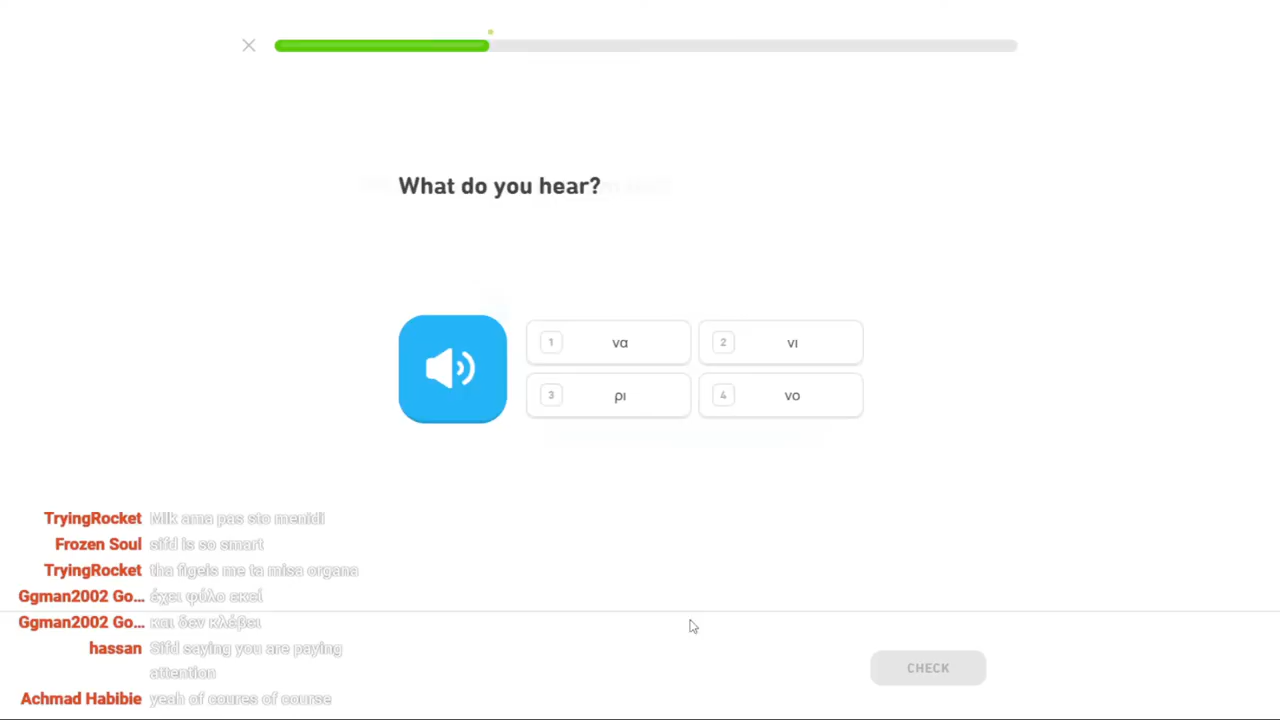 What do you hear?
1 να
2 νι
3 ρι
4 νο
TryingRocket Mlk ama pas sto menidi
Frozen Soul sifd is so smart
TryingRocket tha figeis me ta misa organa
Ggman2002 Go... έχει φύλο εκεί
Ggman2002 Go... και δεν κλέβει
hassan Sifd saying you are paying
attention
Achmad Habibie yeah of coures of course
CHECK